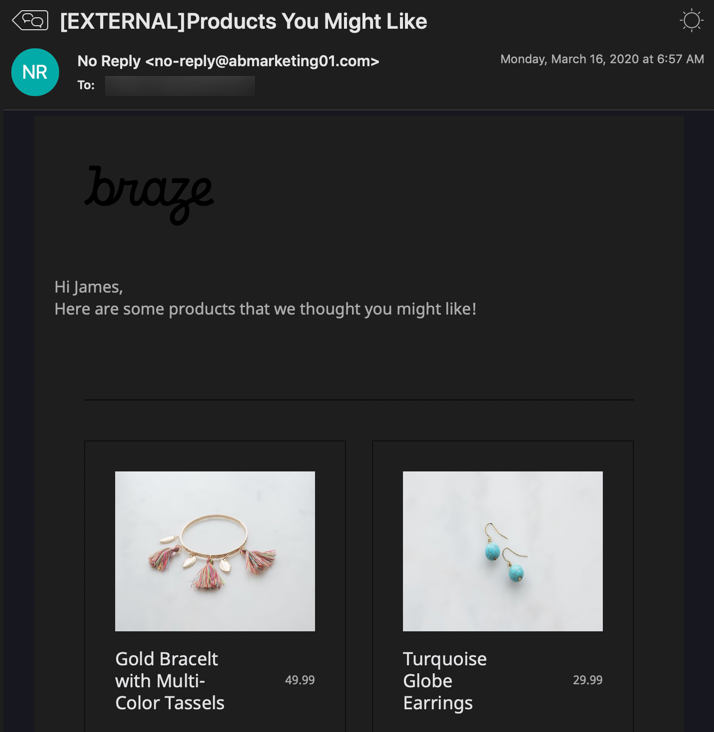 [EXTERNAL]Products You Might Like
NR
No Reply <no-reply@abmarketing01.com>
Monday, March 16, 2020 at 6:57 AM
To:
braze
Hi James,
Here are some products that we thought you might like!
Gold Bracelt
with Multi-
Color Tassels
49.99
Turquoise
Globe
Earrings
29.99